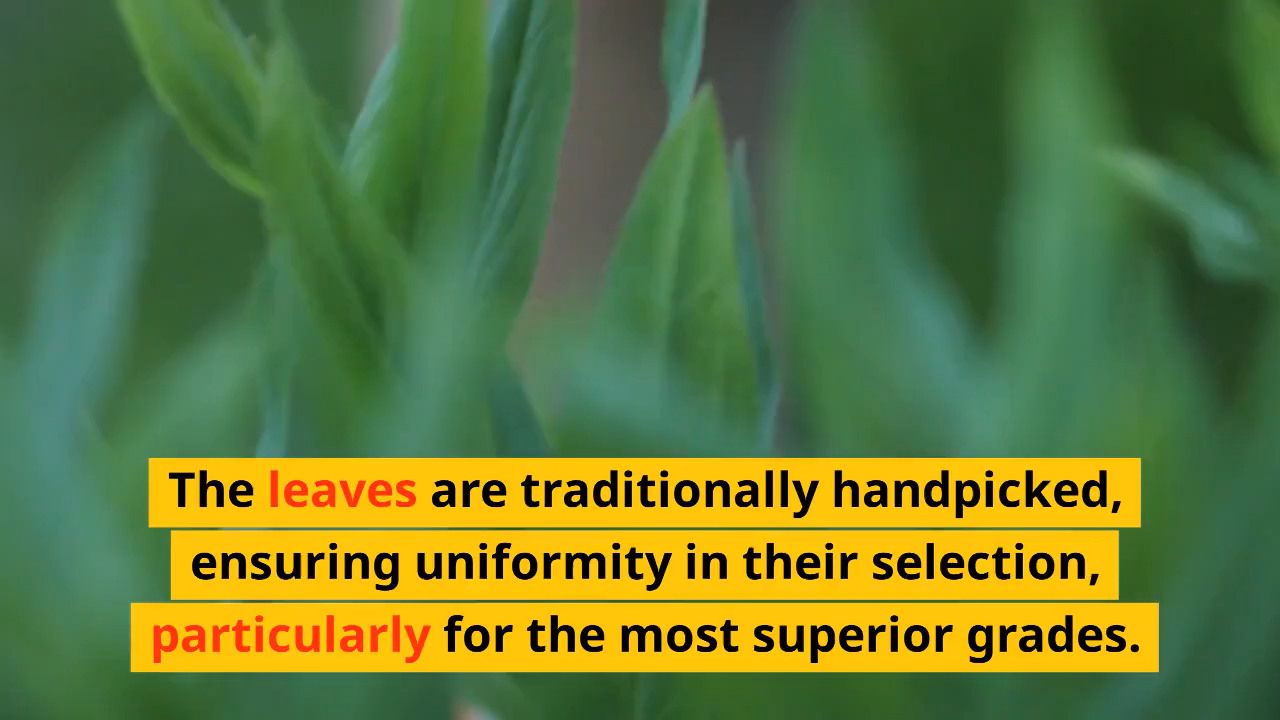 The leaves are traditionally handpicked,
ensuring uniformity in their selection,
particularly for the most superior grades.